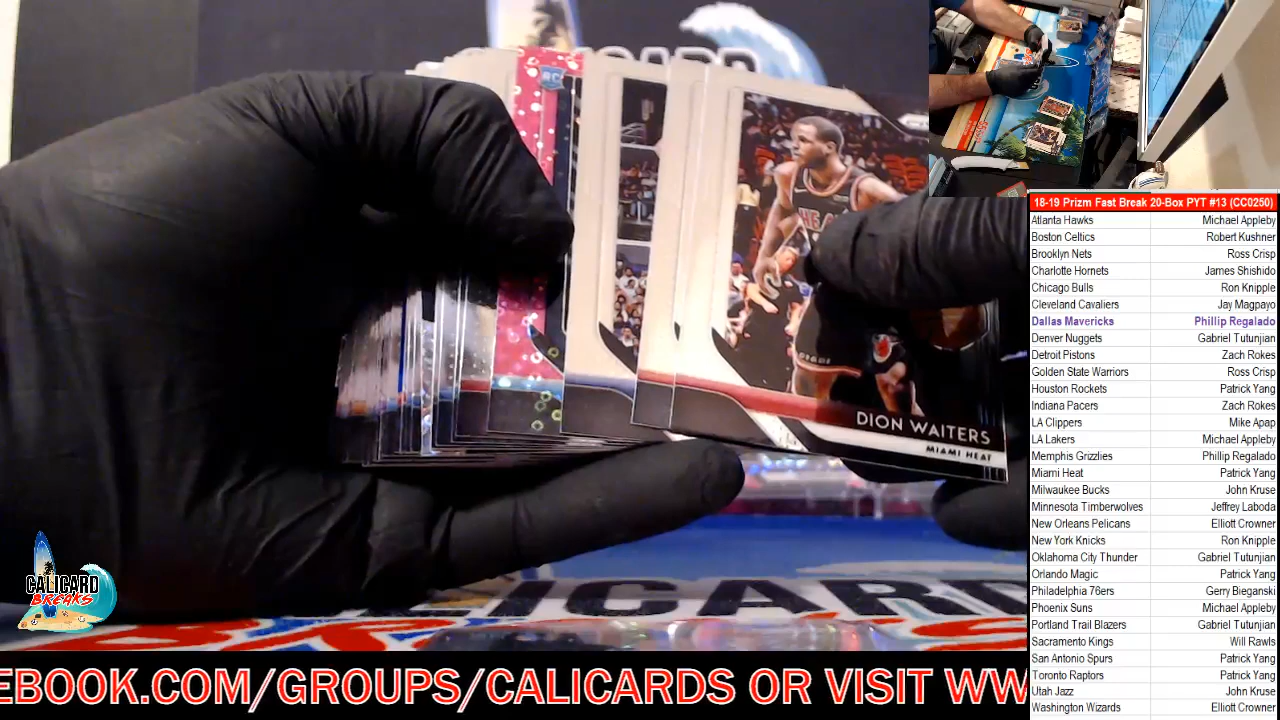 CALICARD
RC
HEAT
DION WAITERS
MIAMI HEAT
CALICARD
BREAKS
LICARD
EBOOK.COM/GROUPS/CALICARDS OR VISIT WW
18-19 Prizm Fast Break 20-Box PYT #13 (CC0250)
Atlanta Hawks Michael Appleby
Boston Celtics Robert Kushner
Brooklyn Nets Ross Crisp
Charlotte Hornets James Shishido
Chicago Bulls Ron Knipple
Cleveland Cavaliers Jay Magpayo
Dallas Mavericks Phillip Regalado
Denver Nuggets Gabriel Tutunjian
Detroit Pistons Zach Rokes
Golden State Warriors Ross Crisp
Houston Rockets Patrick Yang
Indiana Pacers Zach Rokes
LA Clippers Mike Apap
LA Lakers Michael Appleby
Memphis Grizzlies Phillip Regalado
Miami Heat Patrick Yang
Milwaukee Bucks John Kruse
Minnesota Timberwolves Jeffrey Laboda
New Orleans Pelicans Elliott Crowner
New York Knicks Ron Knipple
Oklahoma City Thunder Gabriel Tutunjian
Orlando Magic Patrick Yang
Philadelphia 76ers Gerry Bieganski
Phoenix Suns Michael Appleby
Portland Trail Blazers Gabriel Tutunjian
Sacramento Kings Will Rawls
San Antonio Spurs Patrick Yang
Toronto Raptors Patrick Yang
Utah Jazz John Kruse
Washington Wizards Elliott Crowner